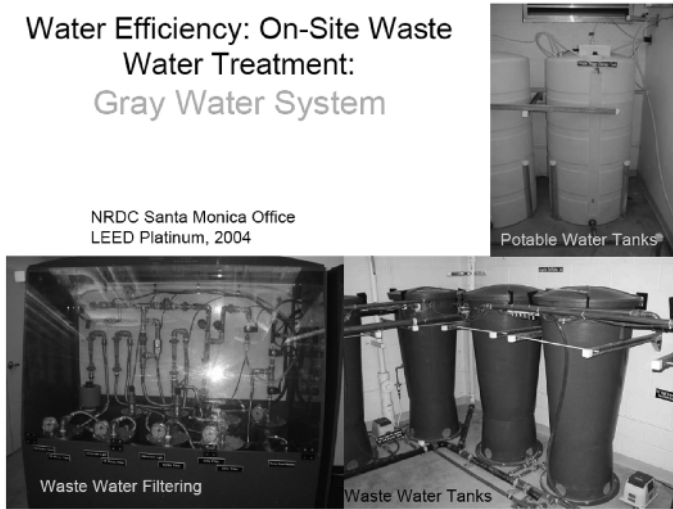 Water Efficiency: On-Site Waste
Water Treatment:
Gray Water System
NRDC Santa Monica Office
LEED Platinum, 2004
Potable Water Tanks
Waste Water Filtering
Waste Water Tanks